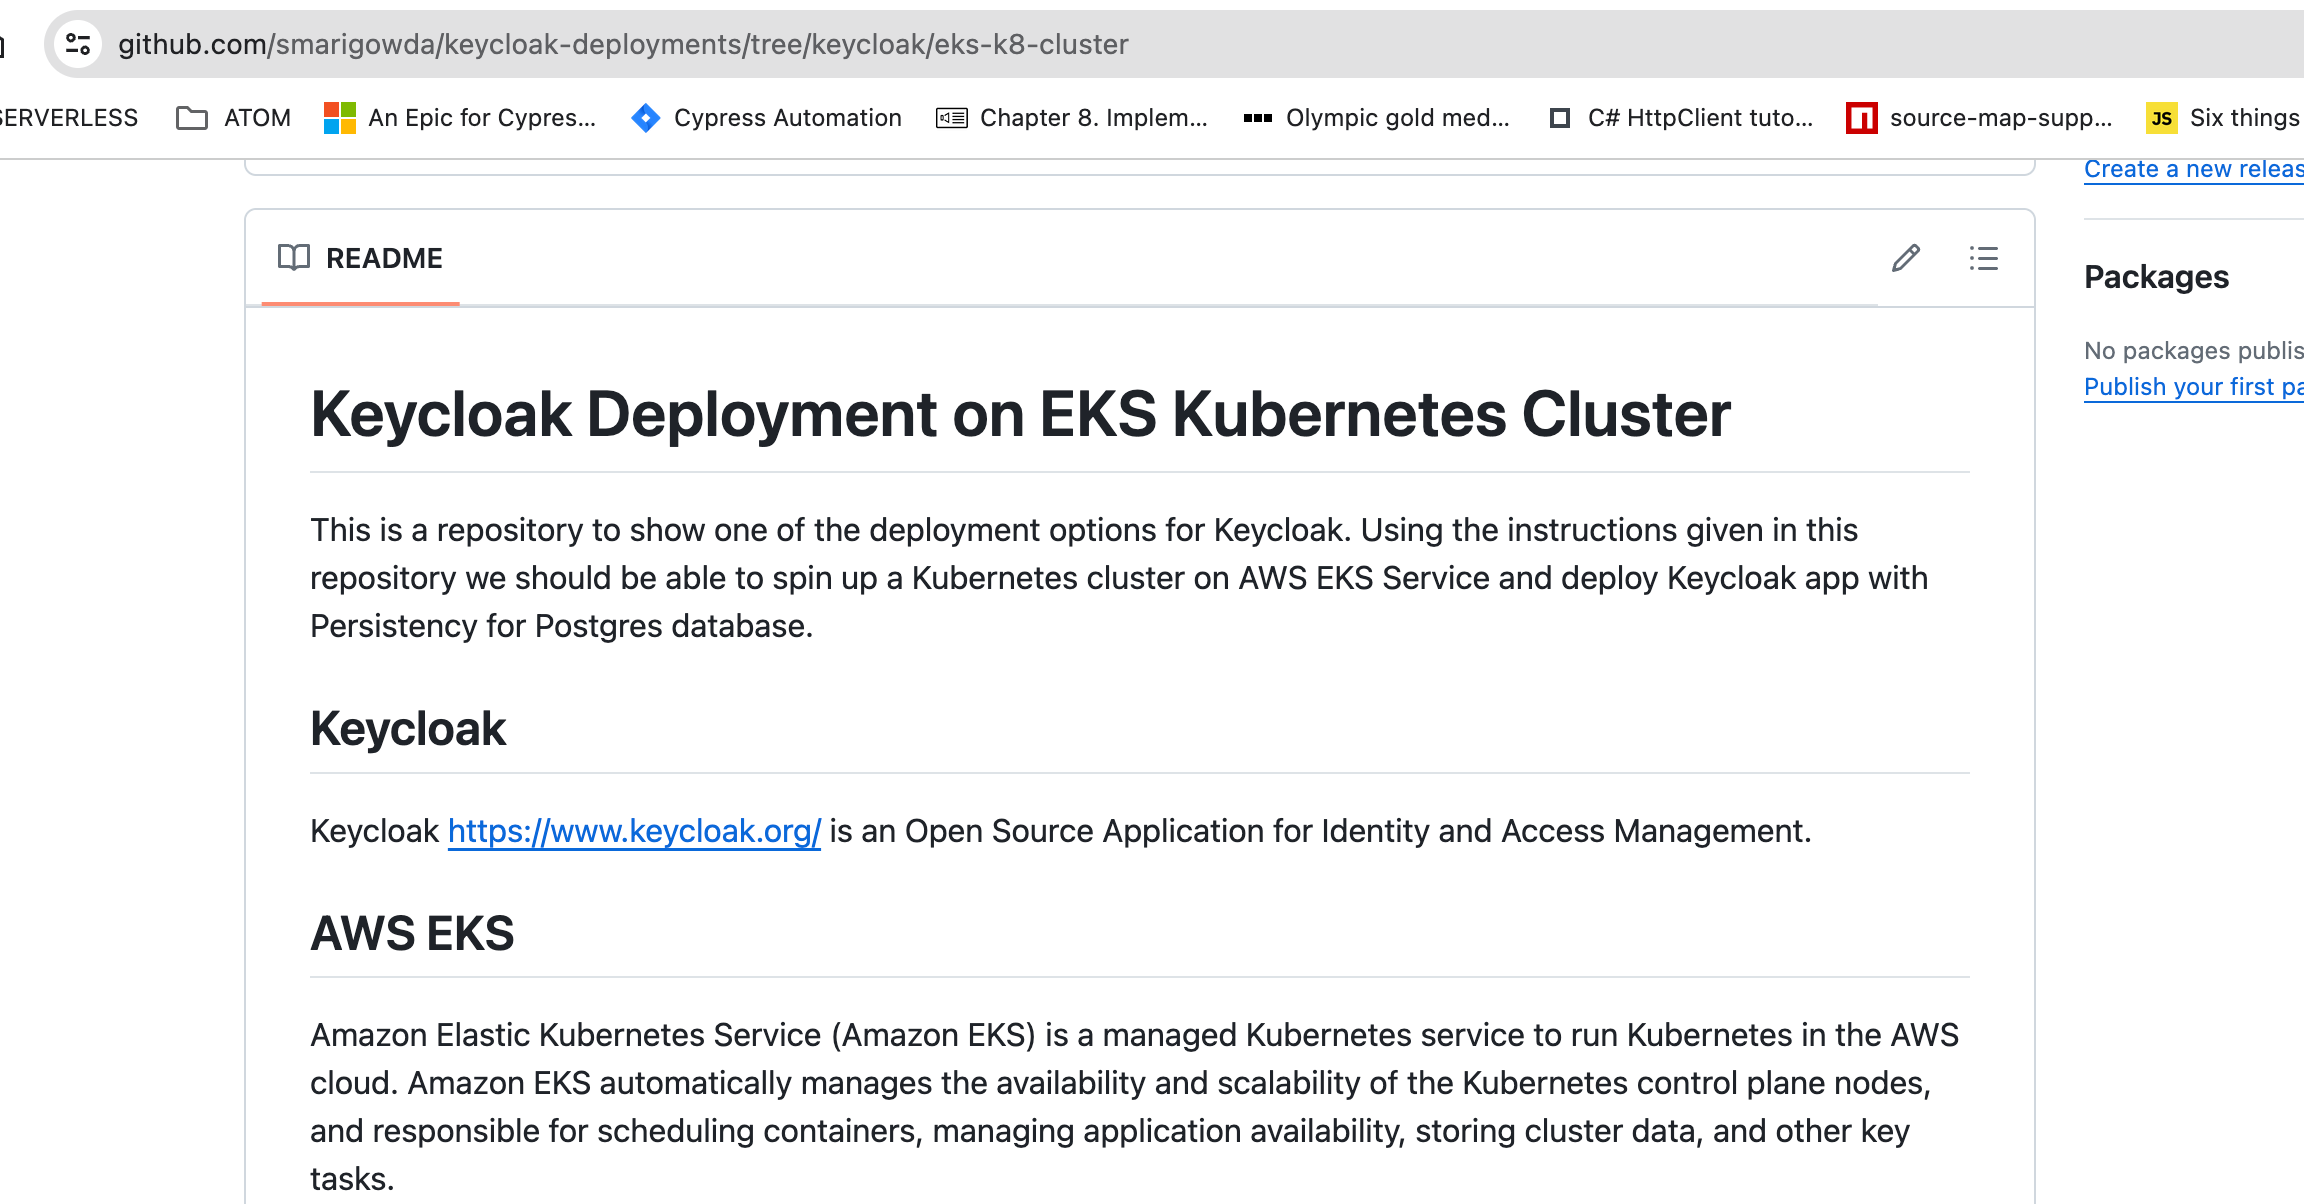 github.com/smarigowda/keycloak-deployments/tree/keycloak/eks-k8-cluster
ERVERLESS ATOM An Epic for Cypres... Cypress Automation Chapter 8. Implem... Olympic gold med... C# HttpClient tuto... source-map-supp... JS Six things
Create a new releas
README
Packages
No packages publis
Publish your first pa
Keycloak Deployment on EKS Kubernetes Cluster
This is a repository to show one of the deployment options for Keycloak. Using the instructions given in this
repository we should be able to spin up a Kubernetes cluster on AWS EKS Service and deploy Keycloak app with
Persistency for Postgres database.
Keycloak
Keycloak https://www.keycloak.org/ is an Open Source Application for Identity and Access Management.
AWS EKS
Amazon Elastic Kubernetes Service (Amazon EKS) is a managed Kubernetes service to run Kubernetes in the AWS
cloud. Amazon EKS automatically manages the availability and scalability of the Kubernetes control plane nodes,
and responsible for scheduling containers, managing application availability, storing cluster data, and other key
tasks.